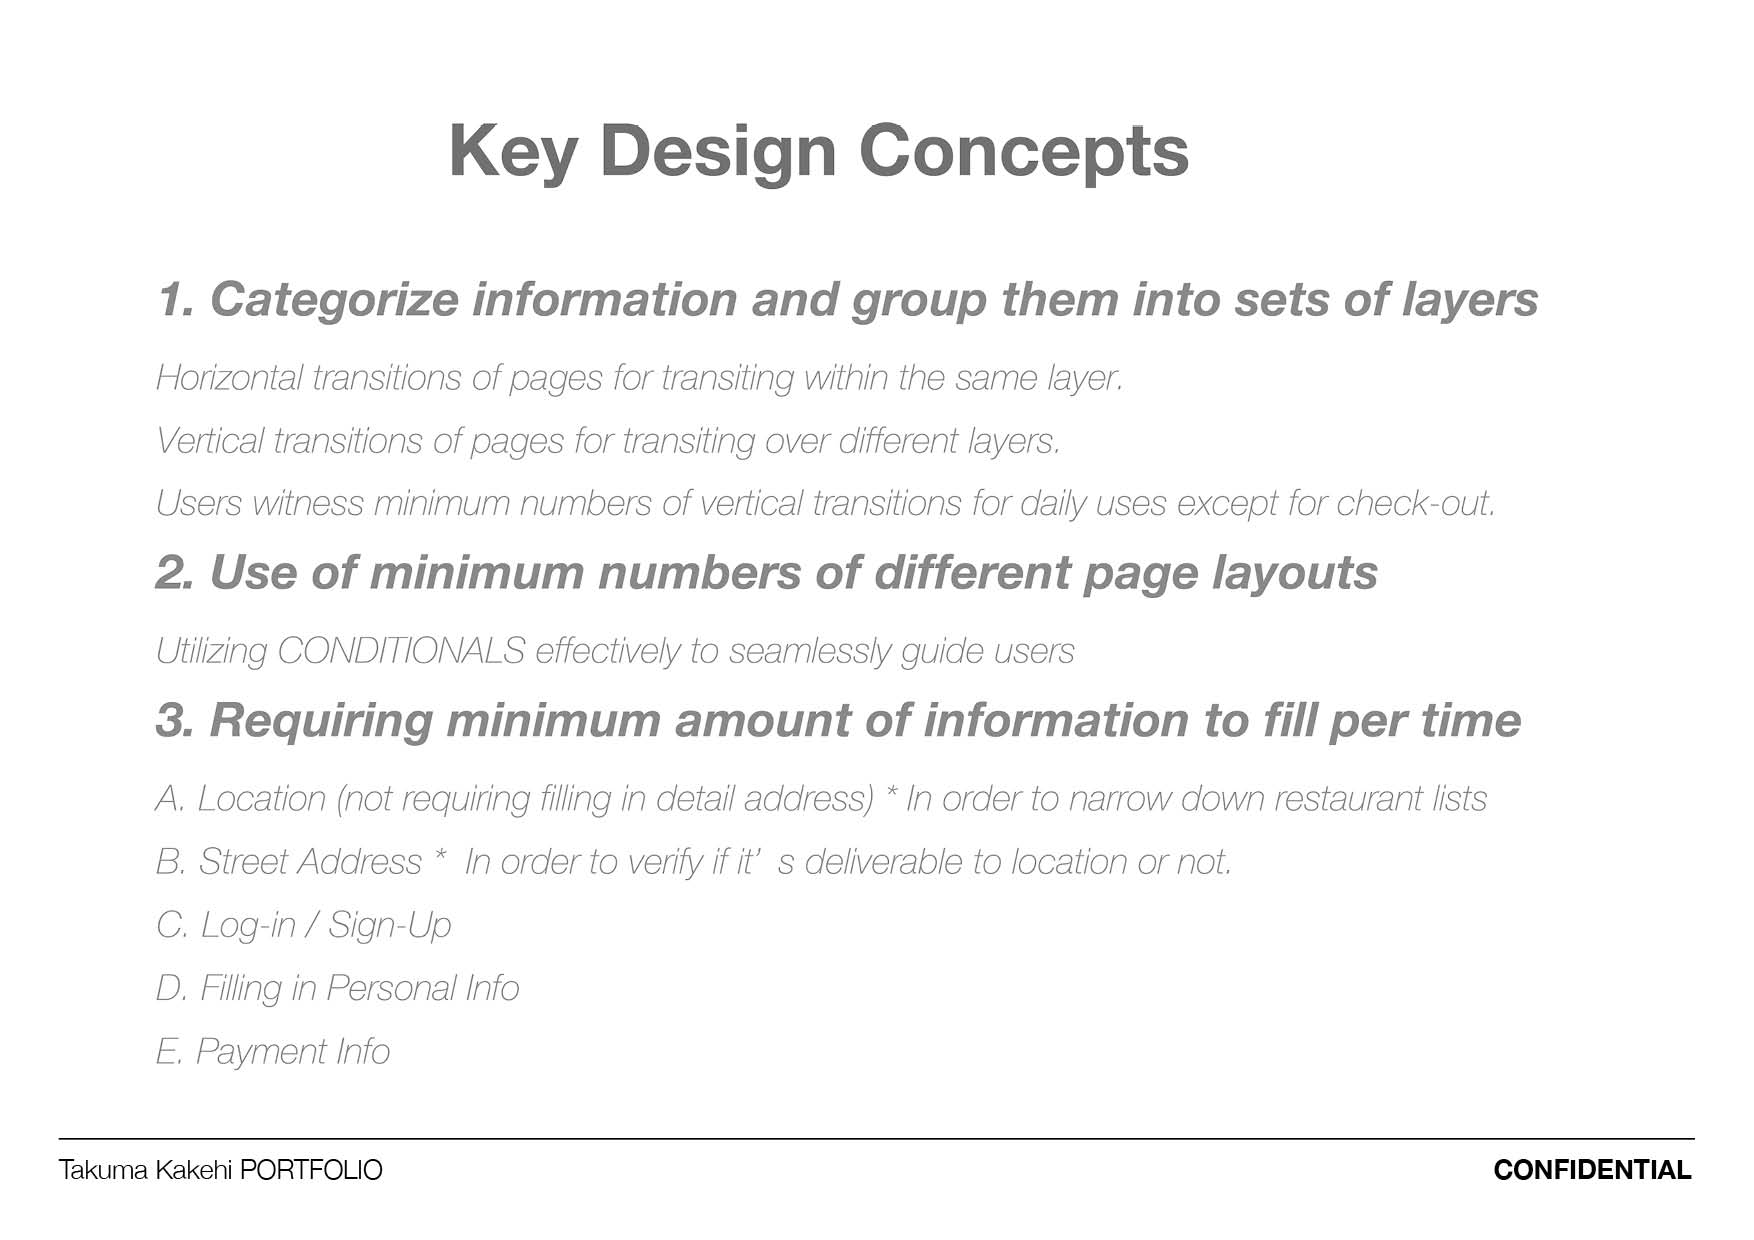 Key Design Concepts
1. Categorize information and group them into sets of layers
Horizontal transitions of pages for transiting within the same layer.
Vertical transitions of pages for transiting over different layers.
Users witness minimum numbers of vertical transitions for daily uses except for check-out.
2. Use of minimum numbers of different page layouts
Utilizing CONDITIONALS effectively to seamlessly guide users
3. Requiring minimum amount of information to fill per time
A. Location (not requiring filling in detail address) * In order to narrow down restaurant lists
B. Street Address *  In order to verify if it’ s deliverable to location or not.
C. Log-in / Sign-Up
D. Filling in Personal Info
E. Payment Info
Takuma Kakehi PORTFOLIO
CONFIDENTIAL